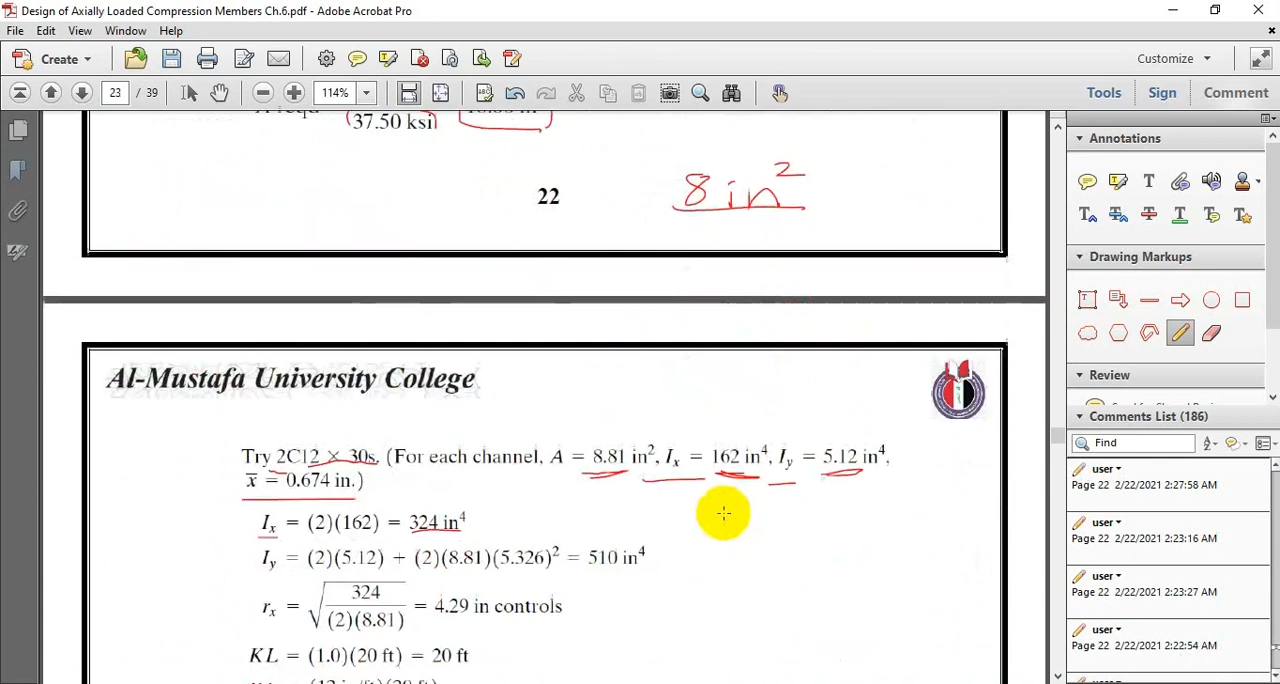 Design of Axially Loaded Compression Members Ch.6.pdf - Adobe Acrobat Pro
File Edit View Window Help
Create
Customize
23 / 39
114%
Tools Sign Comment
37.50 ksi
22
8 in²
Al-Mustafa University College
Try 2C12 × 30s. (For each channel, A = 8.81 in², Ix = 162 in⁴, Iy = 5.12 in⁴,
x̅ = 0.674 in.)
Ix = (2)(162) = 324 in⁴
Iy = (2)(5.12) + (2)(8.81)(5.326)² = 510 in⁴
rx = √324/(2)(8.81) = 4.29 in controls
KL = (1.0)(20 ft) = 20 ft
Annotations
Drawing Markups
Review
Comments List (186)
Find
user
Page 22 2/22/2021 2:27:58 AM
user
Page 22 2/22/2021 2:23:16 AM
user
Page 22 2/22/2021 2:23:27 AM
user
Page 22 2/22/2021 2:22:54 AM